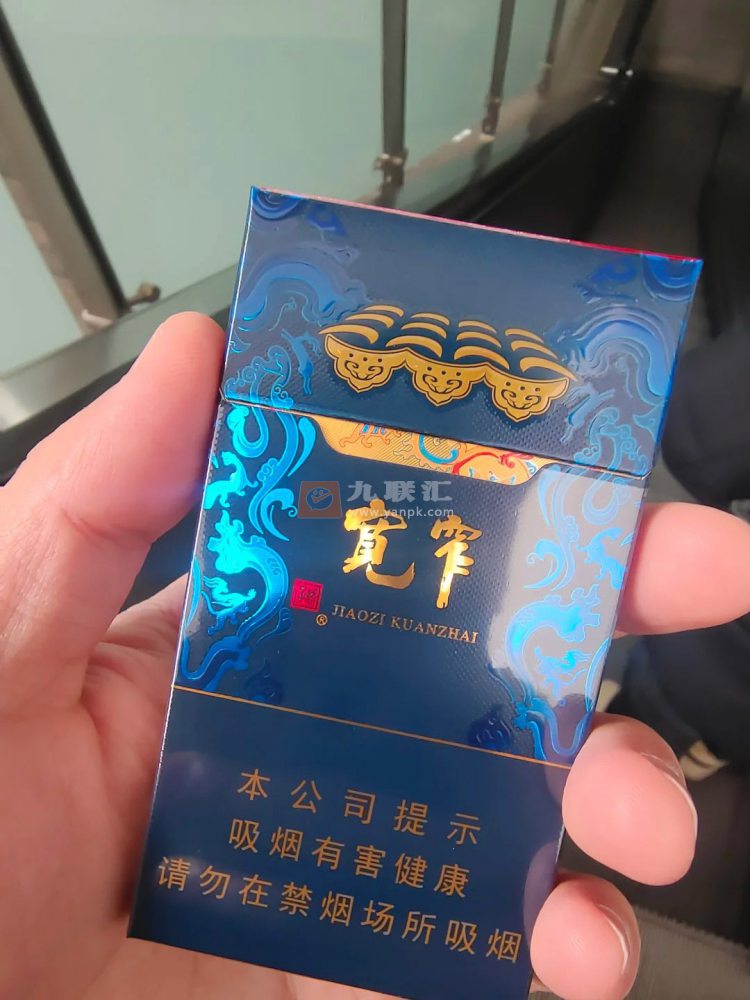 九联汇
www.yanpk.com
宽窄
JIAOZI KUANZHAI
®
本公司提示
吸烟有害健康
请勿在禁烟场所吸烟